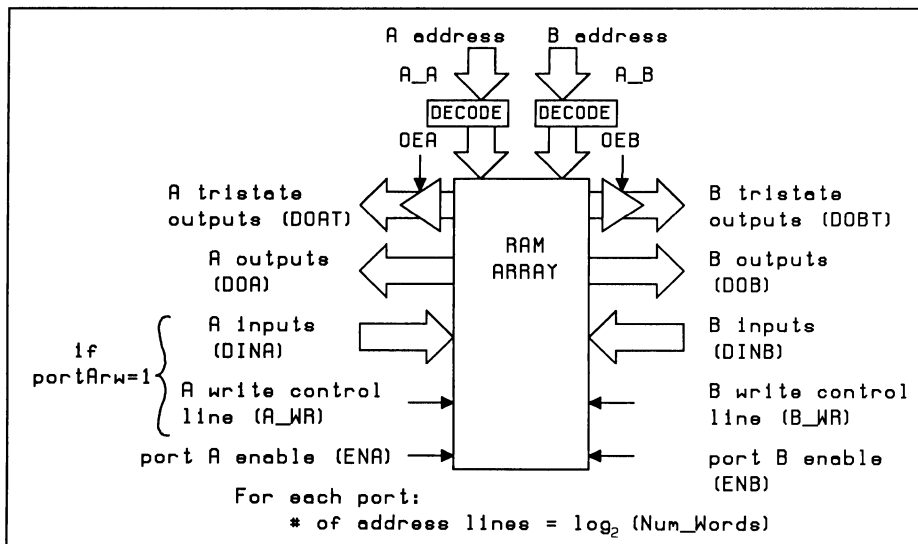 A address
B address
A_A
A_B
DECODE
DECODE
OEA
OEB
A tristate
outputs (DOAT)
B tristate
outputs (DOBT)
RAM
ARRAY
A outputs
(DOA)
B outputs
(DOB)
if
portArw=1
A inputs
(DINA)
B inputs
(DINB)
A write control
line (A_WR)
B write control
line (B_WR)
port A enable (ENA)
port B enable
(ENB)
For each port:
# of address lines = log₂ (Num_Words)